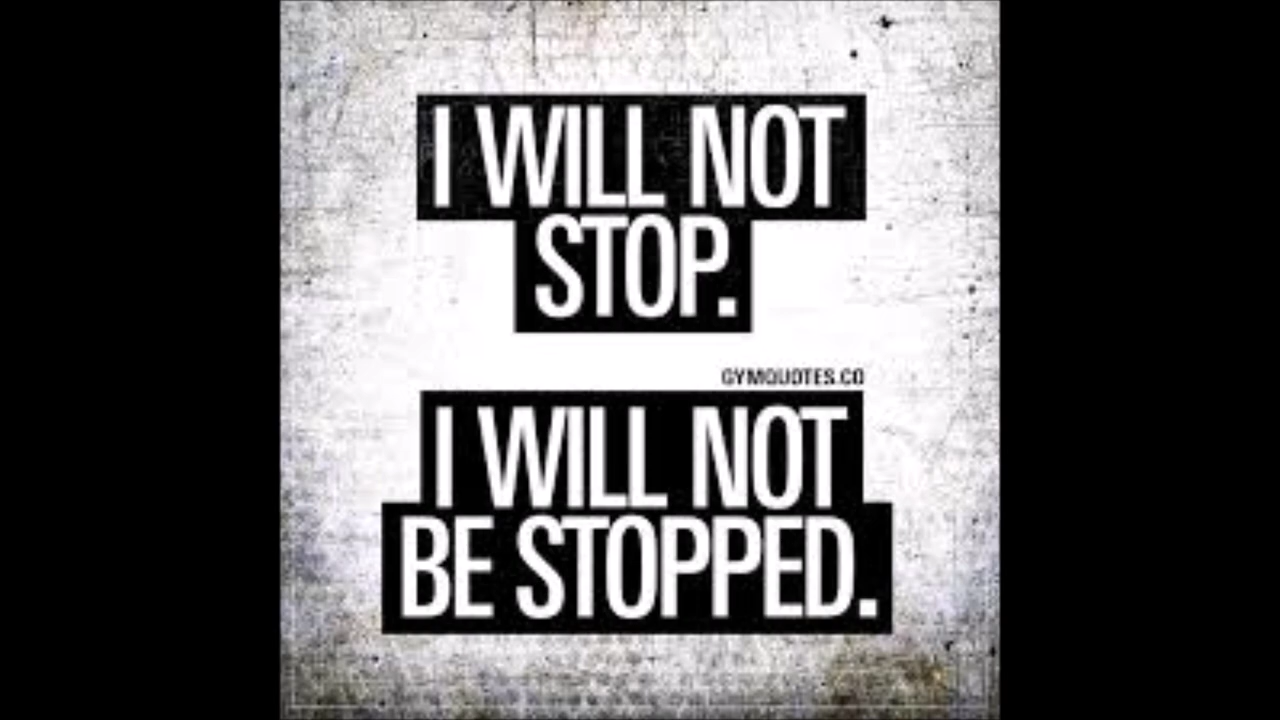 I WILL NOT
STOP.
GYMQUOTES.CO
I WILL NOT
BE STOPPED.